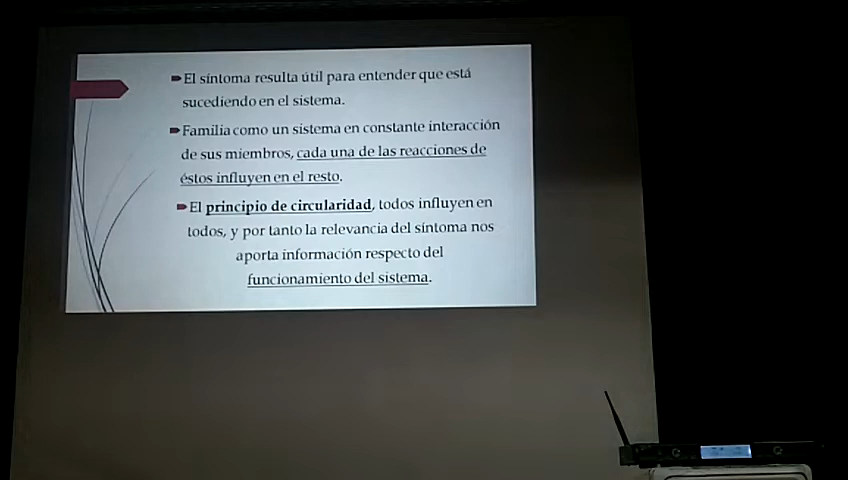 El síntoma resulta útil para entender que está
sucediendo en el sistema.
Familia como un sistema en constante interacción
de sus miembros, cada una de las reacciones de
éstos influyen en el resto.
El principio de circularidad, todos influyen en
todos, y por tanto la relevancia del síntoma nos
aporta información respecto del
funcionamiento del sistema.